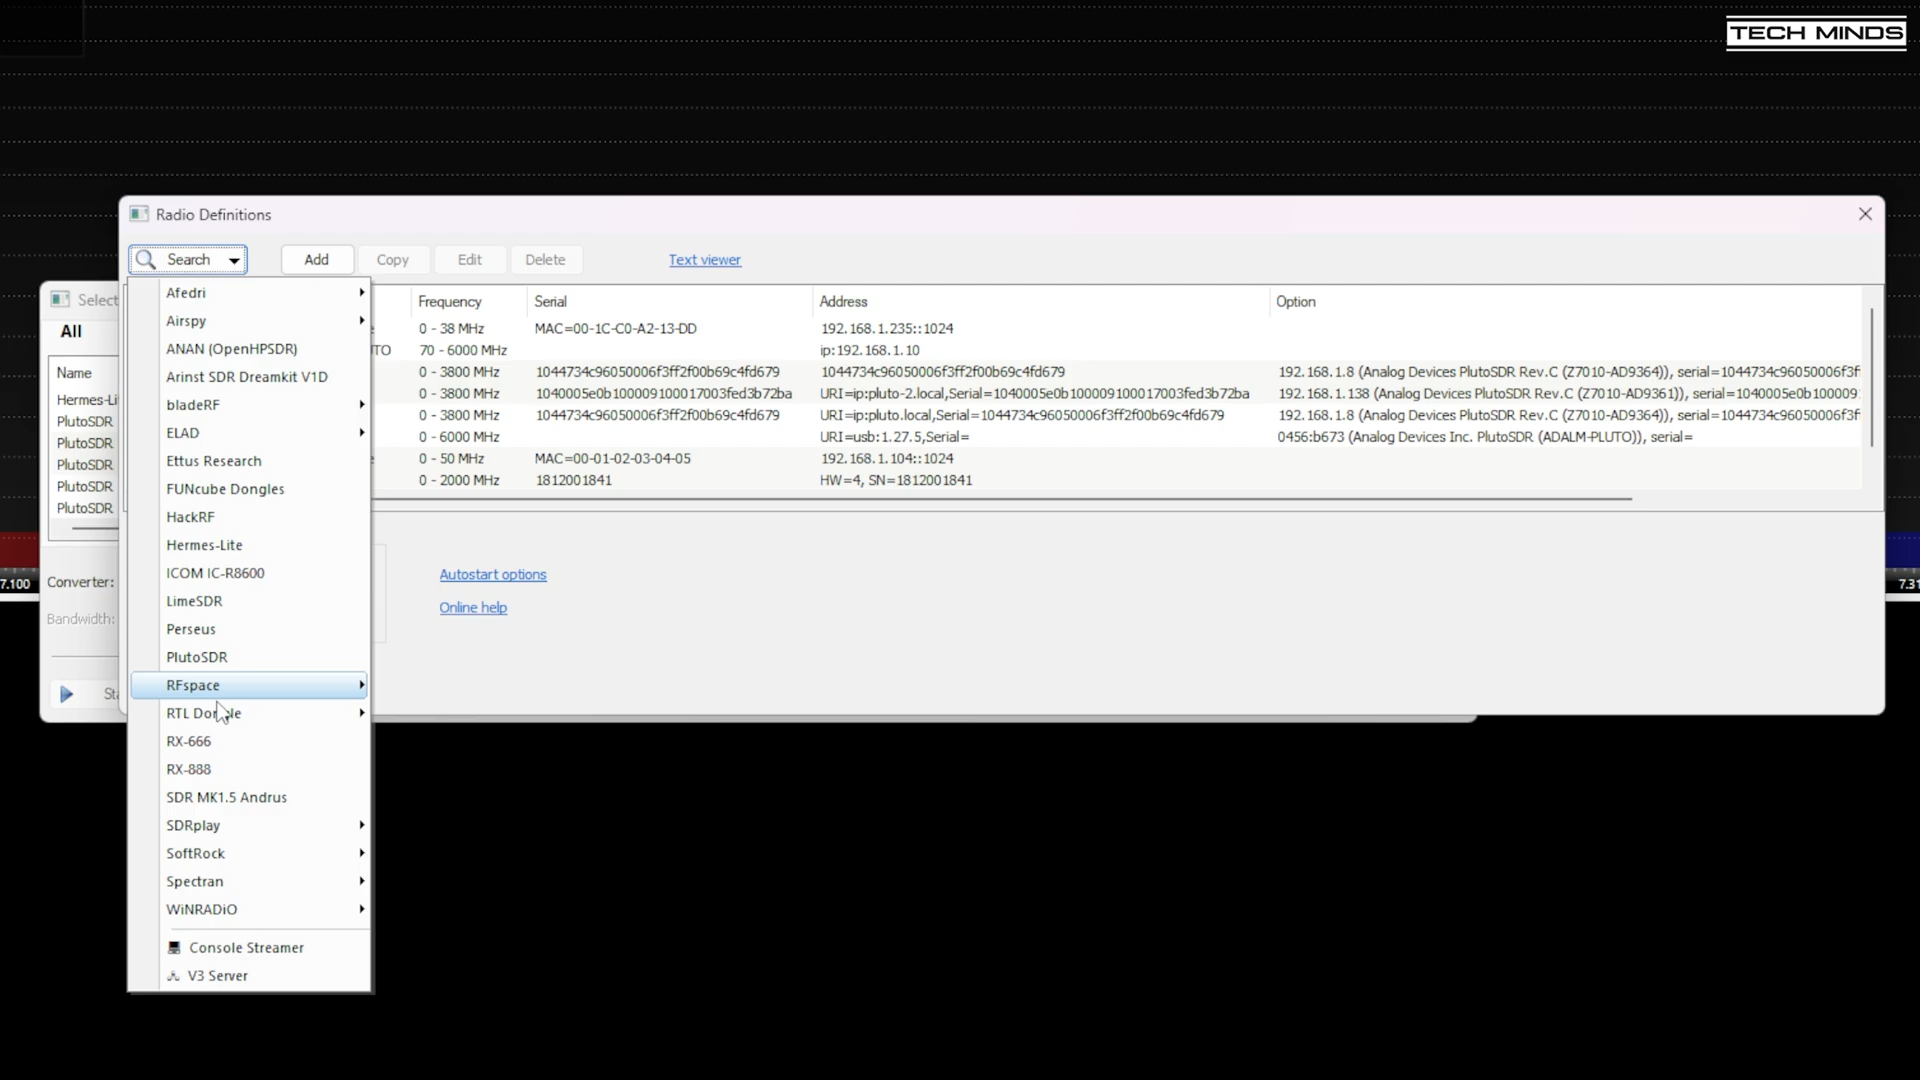 TECH MINDS
Radio Definitions
Search
Add
Copy
Edit
Delete
Text viewer
Select
All
Name
Hermes-Li
PlutoSDR
PlutoSDR
PlutoSDR
PlutoSDR
PlutoSDR
7.100
Converter:
Bandwidth:
Sta
Afedri
Airspy
ANAN (OpenHPSDR)
Arinst SDR Dreamkit V1D
bladeRF
ELAD
Ettus Research
FUNcube Dongles
HackRF
Hermes-Lite
ICOM IC-R8600
LimeSDR
Perseus
PlutoSDR
RFspace
RTL Dongle
RX-666
RX-888
SDR MK1.5 Andrus
SDRplay
SoftRock
Spectran
WiNRADiO
Console Streamer
V3 Server
Frequency Serial Address Option
e 0 - 38 MHz MAC=00-1C-C0-A2-13-DD 192.168.1.235::1024
TO 70 - 6000 MHz ip:192.168.1.10
0 - 3800 MHz 1044734c96050006f3ff2f00b69c4fd679 1044734c96050006f3ff2f00b69c4fd679 192.168.1.8 (Analog Devices PlutoSDR Rev.C (Z7010-AD9364)), serial=1044734c96050006f3f
0 - 3800 MHz 1040005e0b100009100017003fed3b72ba URI=ip:pluto-2.local,Serial=1040005e0b100009100017003fed3b72ba 192.168.1.138 (Analog Devices PlutoSDR Rev.C (Z7010-AD9361)), serial=1040005e0b100009
0 - 3800 MHz 1044734c96050006f3ff2f00b69c4fd679 URI=ip:pluto.local,Serial=1044734c96050006f3ff2f00b69c4fd679 192.168.1.8 (Analog Devices PlutoSDR Rev.C (Z7010-AD9364)), serial=1044734c96050006f3f
0 - 6000 MHz URI=usb:1.27.5,Serial= 0456:b673 (Analog Devices Inc. PlutoSDR (ADALM-PLUTO)), serial=
e 0 - 50 MHz MAC=00-01-02-03-04-05 192.168.1.104::1024
0 - 2000 MHz 1812001841 HW=4, SN=1812001841
Autostart options
Online help
7.31